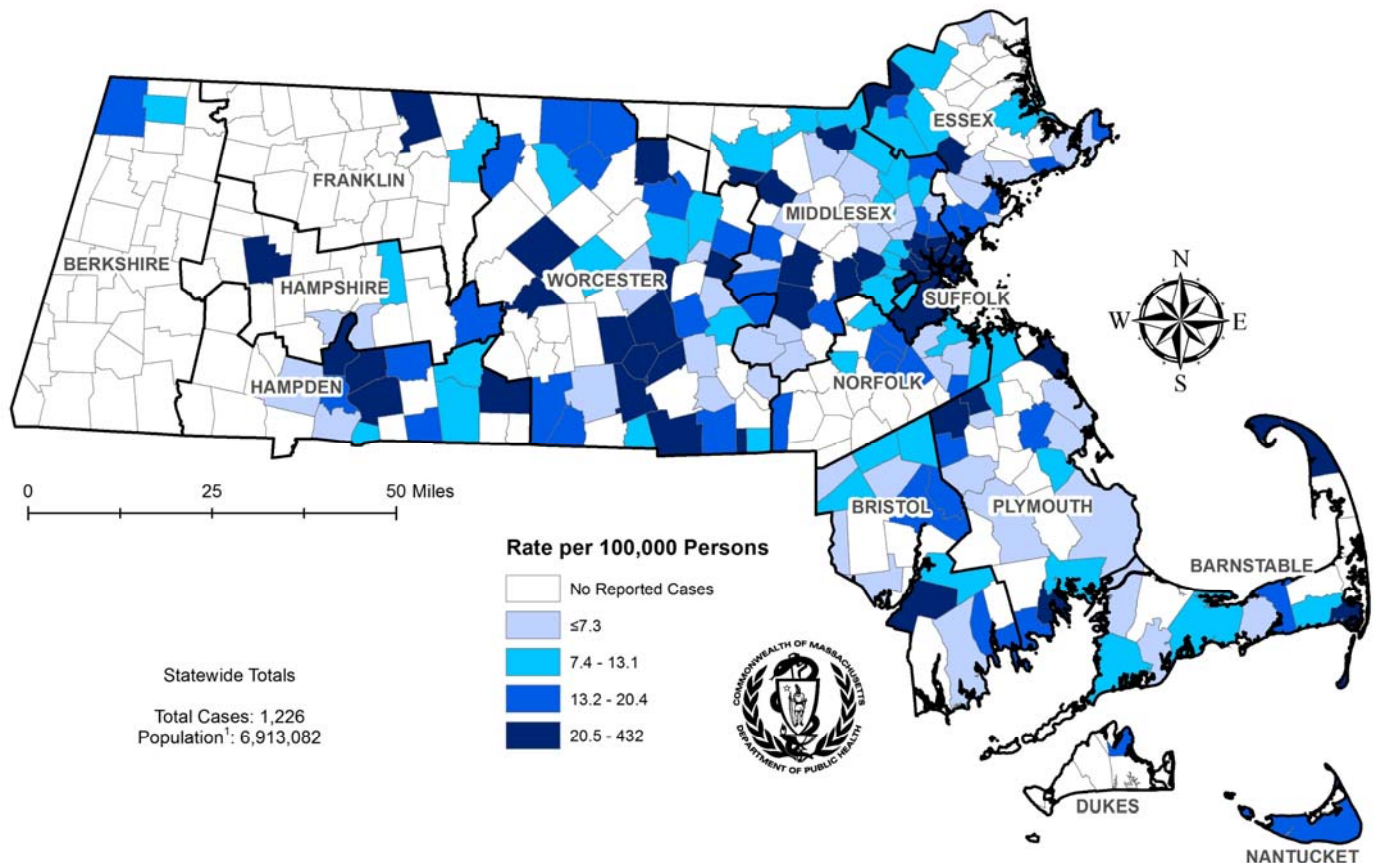 ESSEX
FRANKLIN
MIDDLESEX
BERKSHIRE
HAMPSHIRE
WORCESTER
SUFFOLK
N
W E
S
HAMPDEN
NORFOLK
0 25 50 Miles
BRISTOL
PLYMOUTH
BARNSTABLE
Rate per 100,000 Persons
No Reported Cases
≤7.3
7.4 - 13.1
13.2 - 20.4
20.5 - 432
Statewide Totals
Total Cases: 1,226
Population¹: 6,913,082
COMMONWEALTH OF MASSACHUSETTS
DEPARTMENT OF PUBLIC HEALTH
DUKES
NANTUCKET